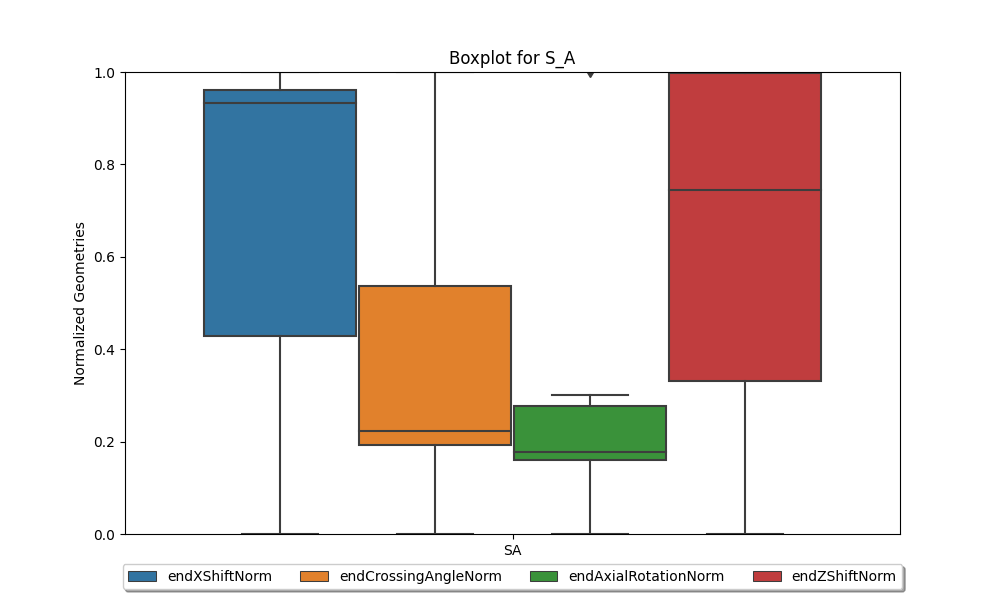 Boxplot for S_A
1.0
0.8
0.6
0.4
0.2
0.0
Normalized Geometries
SA
endXShiftNorm endCrossingAngleNorm endAxialRotationNorm endZShiftNorm